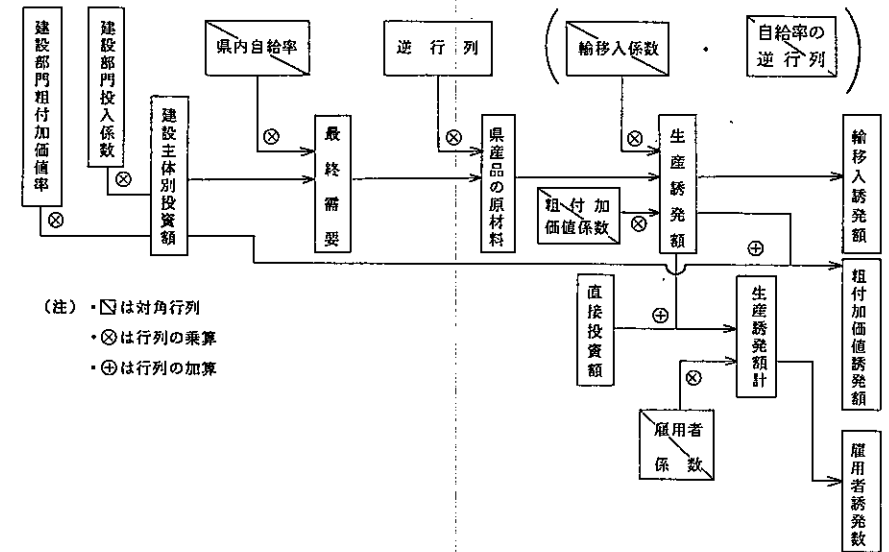 建設部門粗付加価値率
建設部門投入係数
建設主体別投資額
県内自給率
最終需要
逆行列
県産品の原材料
輸移入係数
・
自給率の
逆行列
粗付加
価値係数
生産誘発額
輸移入誘発額
粗付加価値誘発額
直接投資額
生産誘発額計
雇用者
係数
雇用者誘発数
⊗
⊗
⊗
⊗
⊗
⊗
⊕
⊕
⊗
(注)・⍂は対角行列
・⊗は行列の乗算
・⊕は行列の加算